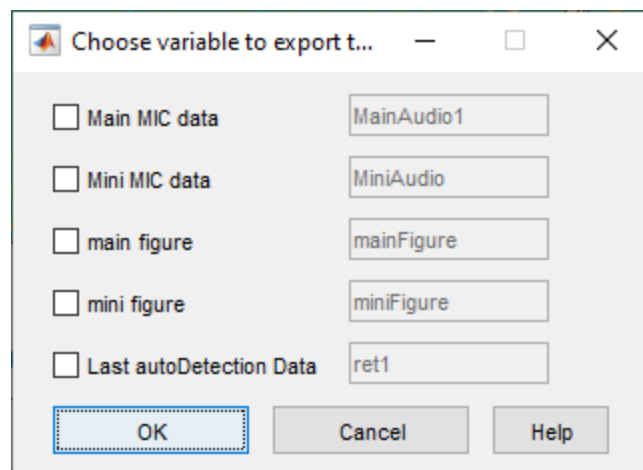 Choose variable to export t...
Main MIC data MainAudio1
Mini MIC data MiniAudio
main figure mainFigure
mini figure miniFigure
Last autoDetection Data ret1
OK Cancel Help